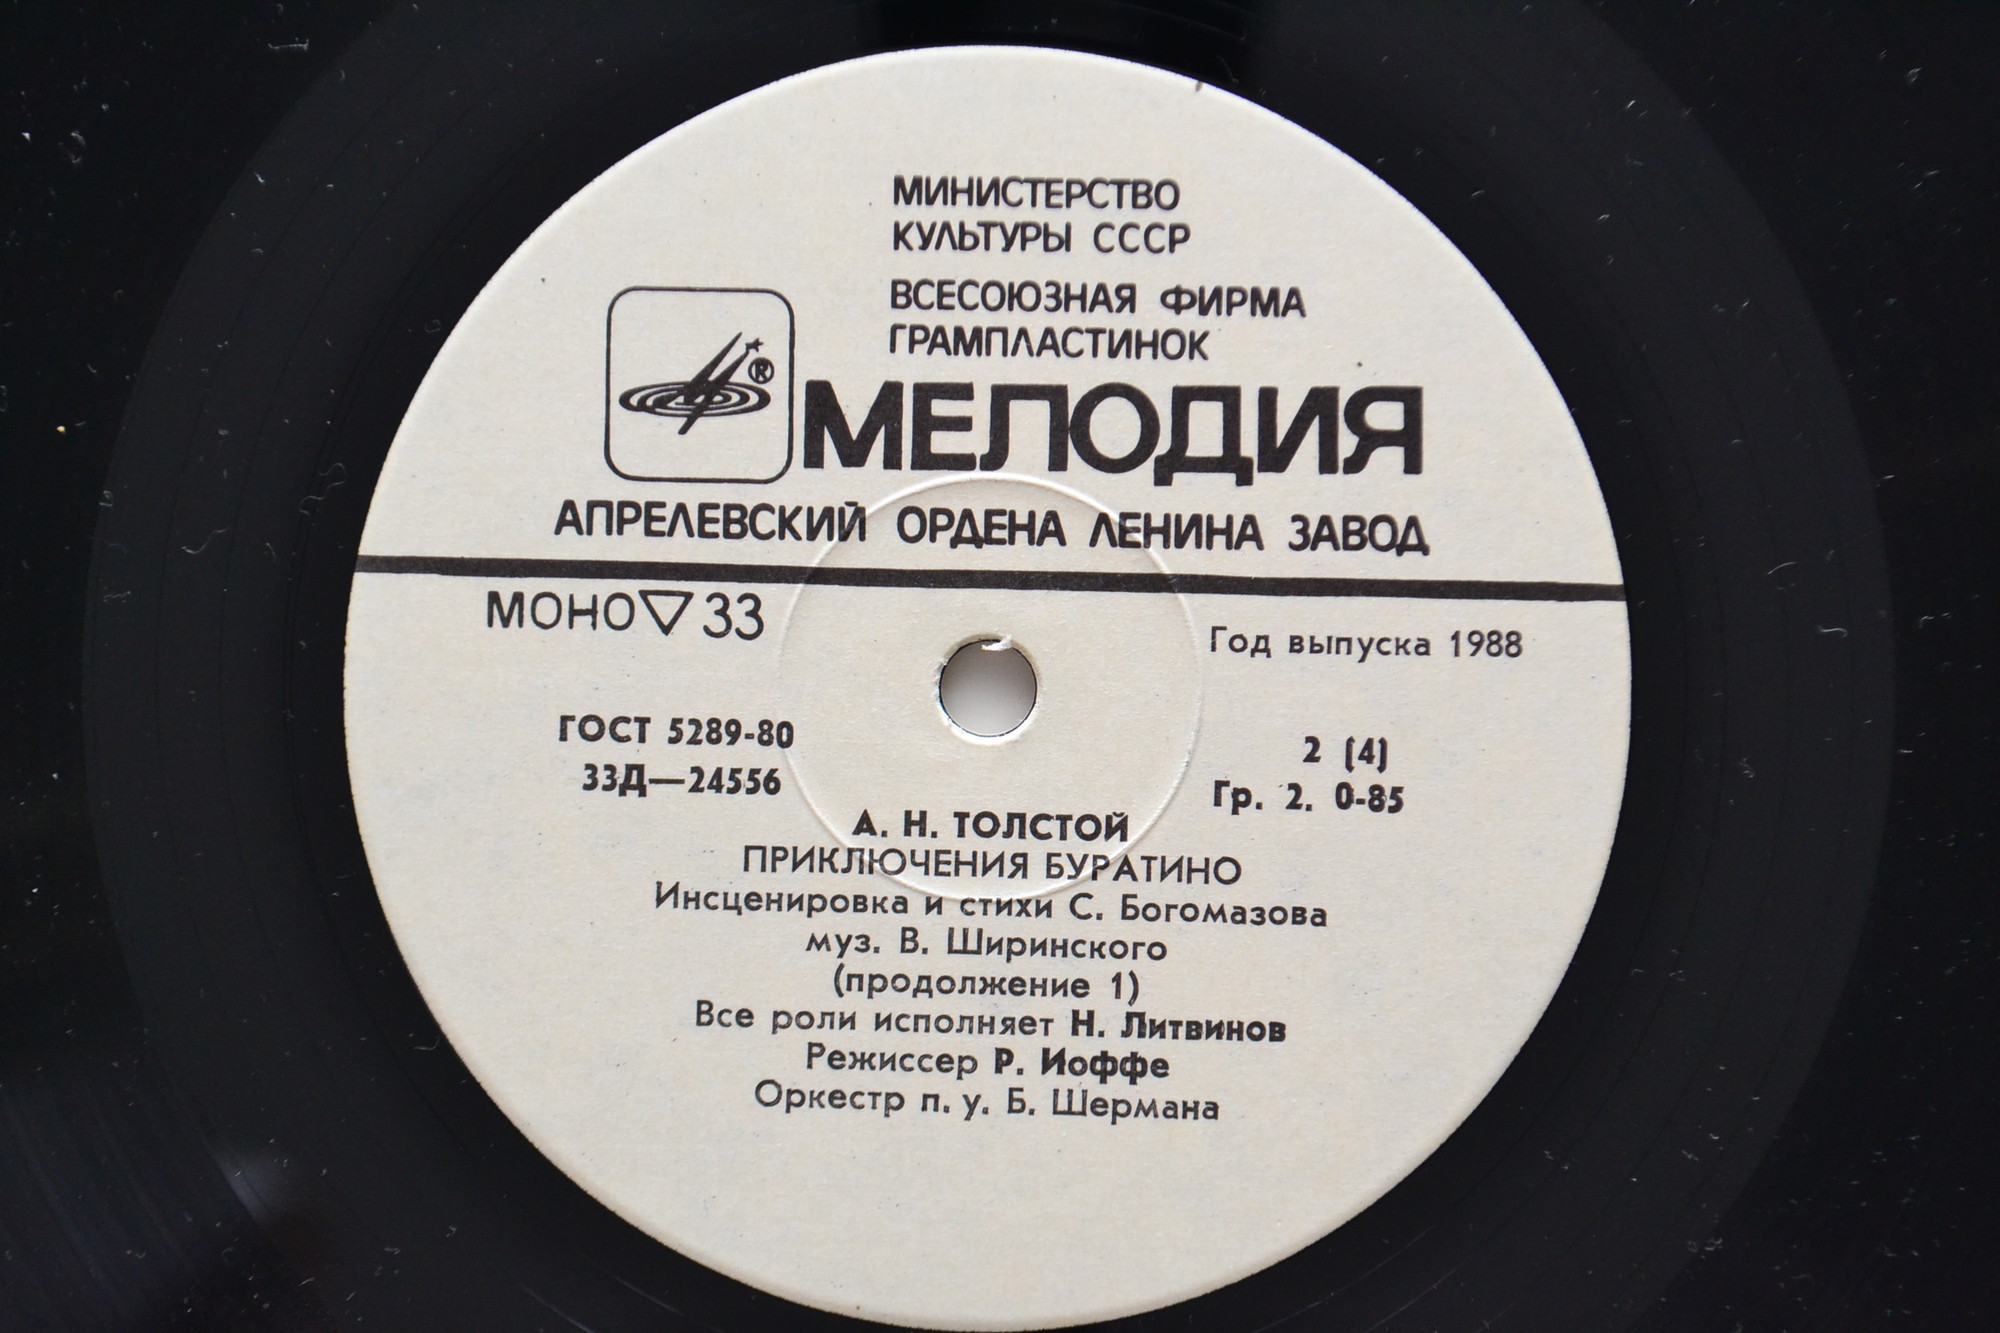 МИНИСТЕРСТВО
КУЛЬТУРЫ СССР
ВСЕСОЮЗНАЯ ФИРМА
ГРАМПЛАСТИНОК
®
МЕЛОДИЯ
АПРЕЛЕВСКИЙ ОРДЕНА ЛЕНИНА ЗАВОД
МОНО▽33
Год выпуска 1988
ГОСТ 5289-80
33Д—24556
2 (4)
Гр. 2. 0-85
А. Н. ТОЛСТОЙ
ПРИКЛЮЧЕНИЯ БУРАТИНО
Инсценировка и стихи С. Богомазова
муз. В. Ширинского
(продолжение 1)
Все роли исполняет Н. Литвинов
Режиссер Р. Иоффе
Оркестр п. у. Б. Шермана